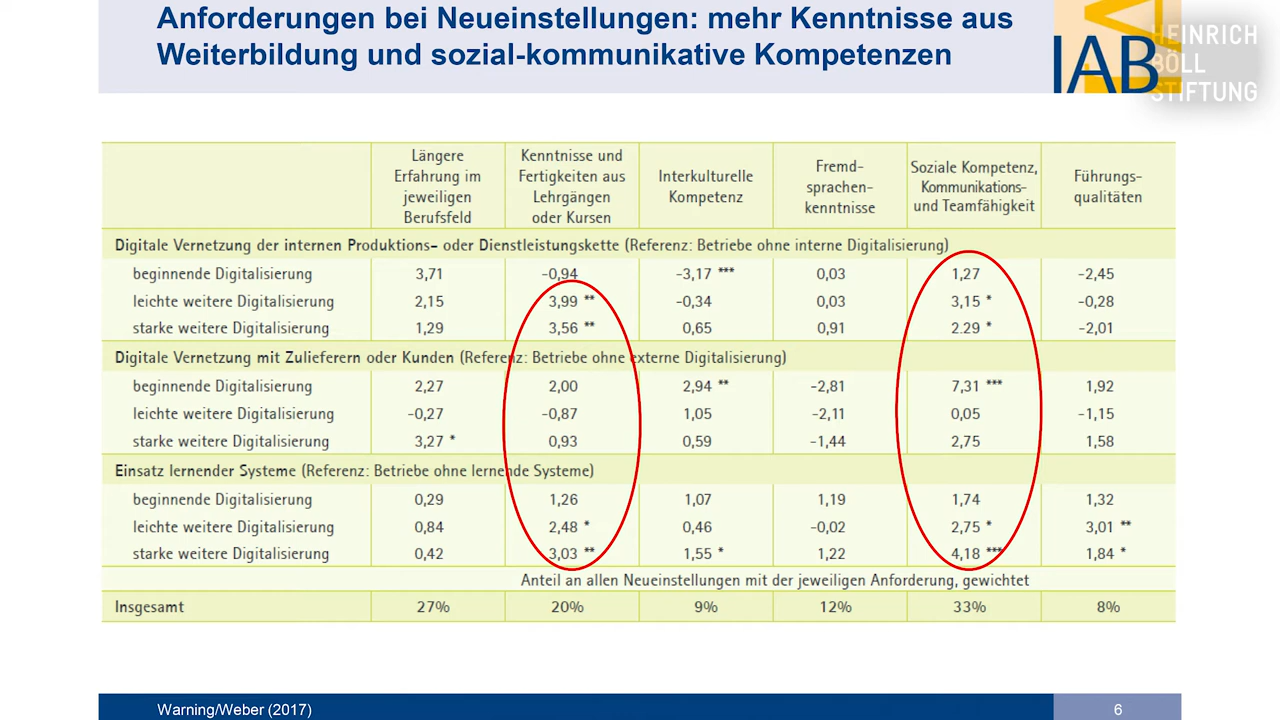 Anforderungen bei Neueinstellungen: mehr Kenntnisse aus
Weiterbildung und sozial-kommunikative Kompetenzen
IAB
HEINRICH
BÖLL
STIFTUNG
Längere Erfahrung im jeweiligen Berufsfeld | Kenntnisse und Fertigkeiten aus Lehrgängen oder Kursen | Interkulturelle Kompetenz | Fremd-sprachen-kenntnisse | Soziale Kompetenz, Kommunikations- und Teamfähigkeit | Führungs-qualitäten
Digitale Vernetzung der internen Produktions- oder Dienstleistungskette (Referenz: Betriebe ohne interne Digitalisierung)
beginnende Digitalisierung 3,71 -0,94 -3,17 *** 0,03 1,27 -2,45
leichte weitere Digitalisierung 2,15 3,99 ** -0,34 0,03 3,15 * -0,28
starke weitere Digitalisierung 1,29 3,56 ** 0,65 0,91 2.29 * -2,01
Digitale Vernetzung mit Zulieferern oder Kunden (Referenz: Betriebe ohne externe Digitalisierung)
beginnende Digitalisierung 2,27 2,00 2,94 ** -2,81 7,31 *** 1,92
leichte weitere Digitalisierung -0,27 -0,87 1,05 -2,11 0,05 -1,15
starke weitere Digitalisierung 3,27 * 0,93 0,59 -1,44 2,75 1,58
Einsatz lernender Systeme (Referenz: Betriebe ohne lernende Systeme)
beginnende Digitalisierung 0,29 1,26 1,07 1,19 1,74 1,32
leichte weitere Digitalisierung 0,84 2,48 * 0,46 -0,02 2,75 * 3,01 **
starke weitere Digitalisierung 0,42 3,03 ** 1,55 * 1,22 4,18 *** 1,84 *
Anteil an allen Neueinstellungen mit der jeweiligen Anforderung, gewichtet
Insgesamt 27% 20% 9% 12% 33% 8%
Warning/Weber (2017) 6